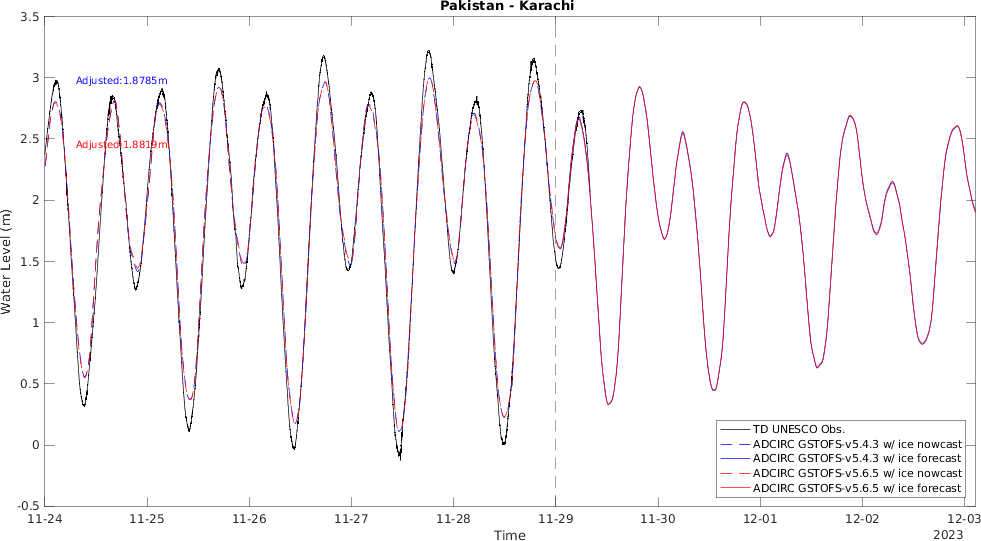 Pakistan - Karachi
3.5
3
2.5
2
1.5
1
0.5
0
-0.5
Water Level (m)
Adjusted:1.8785m
Adjusted:1.8819m
TD UNESCO Obs.
ADCIRC GSTOFS-v5.4.3 w/ ice nowcast
ADCIRC GSTOFS-v5.4.3 w/ ice forecast
ADCIRC GSTOFS-v5.6.5 w/ ice nowcast
ADCIRC GSTOFS-v5.6.5 w/ ice forecast
11-24 11-25 11-26 11-27 11-28 11-29 11-30 12-01 12-02 12-03
Time
2023